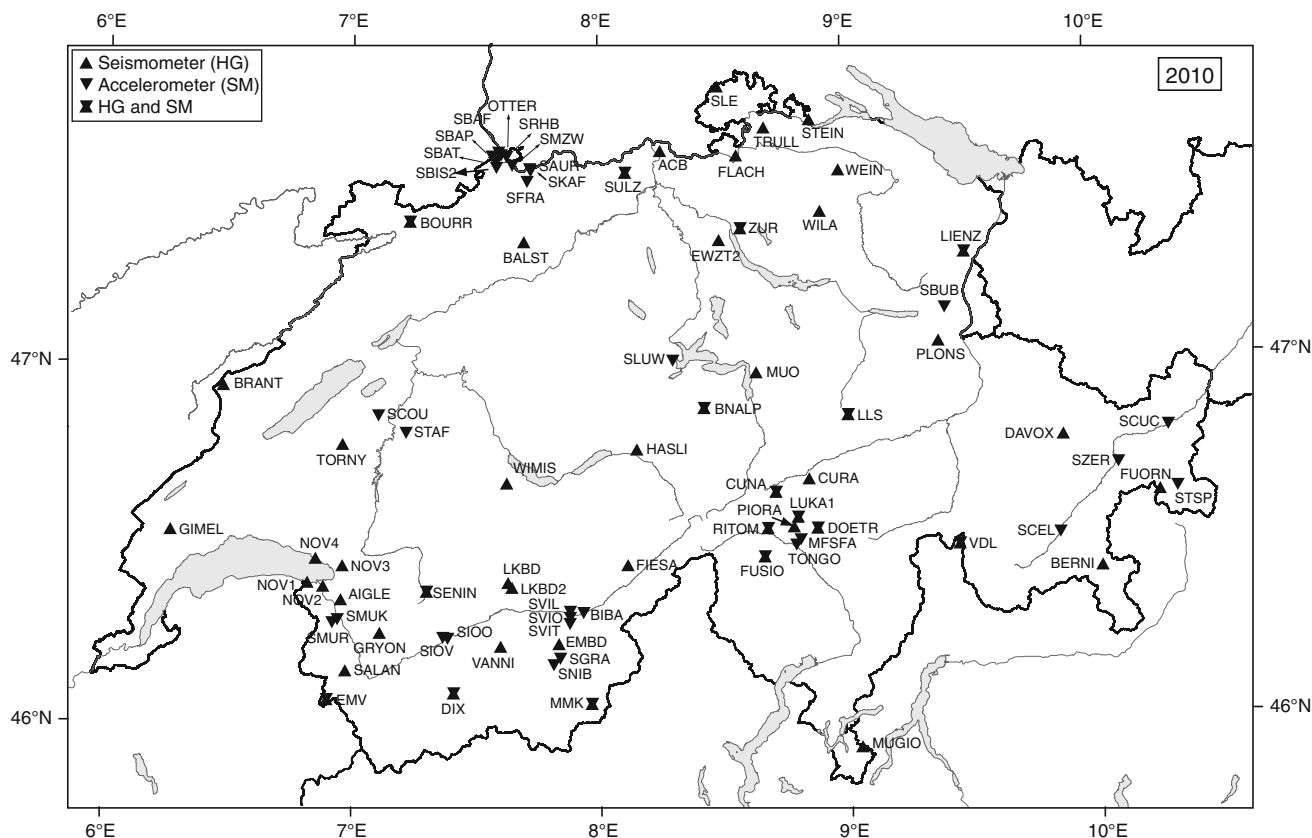 6°E 7°E 8°E 9°E 10°E
Seismometer (HG)
Accelerometer (SM)
HG and SM
2010
SLE
OTTER
SBAF
SRHB
SBAP
SMZW
SBAT
SAUR
SBIS2
SKAF
SFRA
STEIN
TRULL
ACB
FLACH
WEIN
SULZ
BOURR
WILA
ZUR
BALST
EWZT2
LIENZ
SBUB
47°N
47°N
SLUW
PLONS
MUO
BRANT
SCOU
BNALP
LLS
STAF
SCUC
DAVOX
TORNY
HASLI
SZER
WIMIS
CUNA
CURA
FUORN
STSP
LUKA1
PIORA
GIMEL
RITOM
DOETR
SCEL
MFSFA
TONGO
VDL
NOV4
NOV3
FUSIO
BERNI
FIESA
LKBD
NOV1
NOV2
LKBD2
SENIN
AIGLE
SVIL
BIBA
SMUK
SVIO
SVIT
SMUR
SIOO
GRYON
SIOV
EMBD
VANNI
SGRA
SALAN
SNIB
EMV
DIX
MMK
46°N
46°N
MUGIO
6°E 7°E 8°E 9°E 10°E